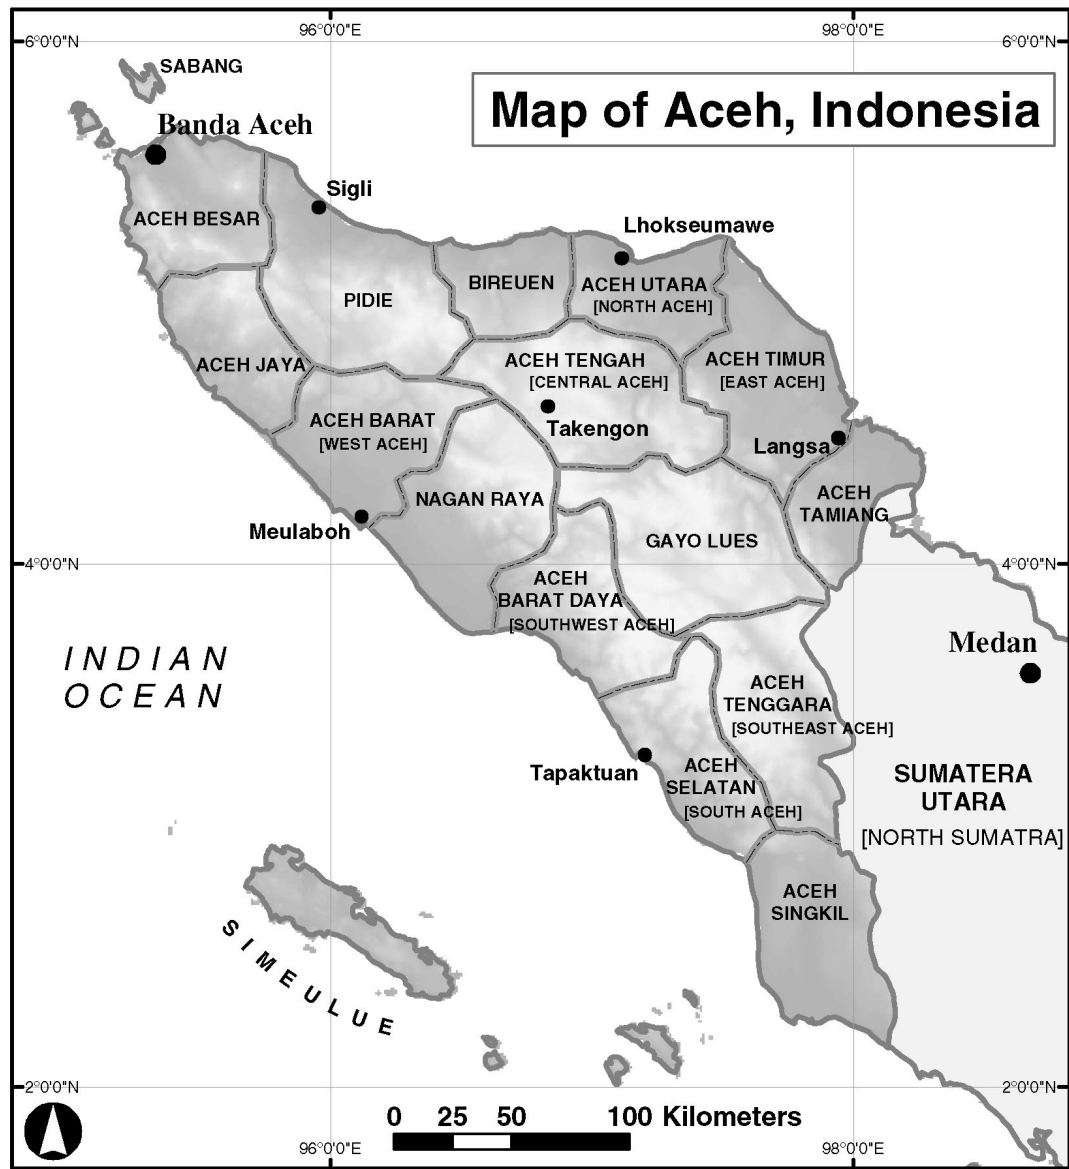 96°0'0"E
98°0'0"E
6°0'0"N
6°0'0"N
SABANG
Map of Aceh, Indonesia
Banda Aceh
Sigli
ACEH BESAR
Lhokseumawe
PIDIE
BIREUEN
ACEH UTARA
[NORTH ACEH]
ACEH JAYA
ACEH TENGAH
[CENTRAL ACEH]
ACEH TIMUR
[EAST ACEH]
ACEH BARAT
[WEST ACEH]
Takengon
Langsa
NAGAN RAYA
ACEH
TAMIANG
Meulaboh
GAYO LUES
4°0'0"N
4°0'0"N
ACEH
BARAT DAYA
[SOUTHWEST ACEH]
INDIAN
OCEAN
Medan
ACEH
TENGGARA
[SOUTHEAST ACEH]
Tapaktuan
ACEH
SELATAN
[SOUTH ACEH]
SUMATERA
UTARA
[NORTH SUMATRA]
ACEH
SINGKIL
SIMEULUE
2°0'0"N
2°0'0"N
0 25 50 100 Kilometers
96°0'0"E
98°0'0"E